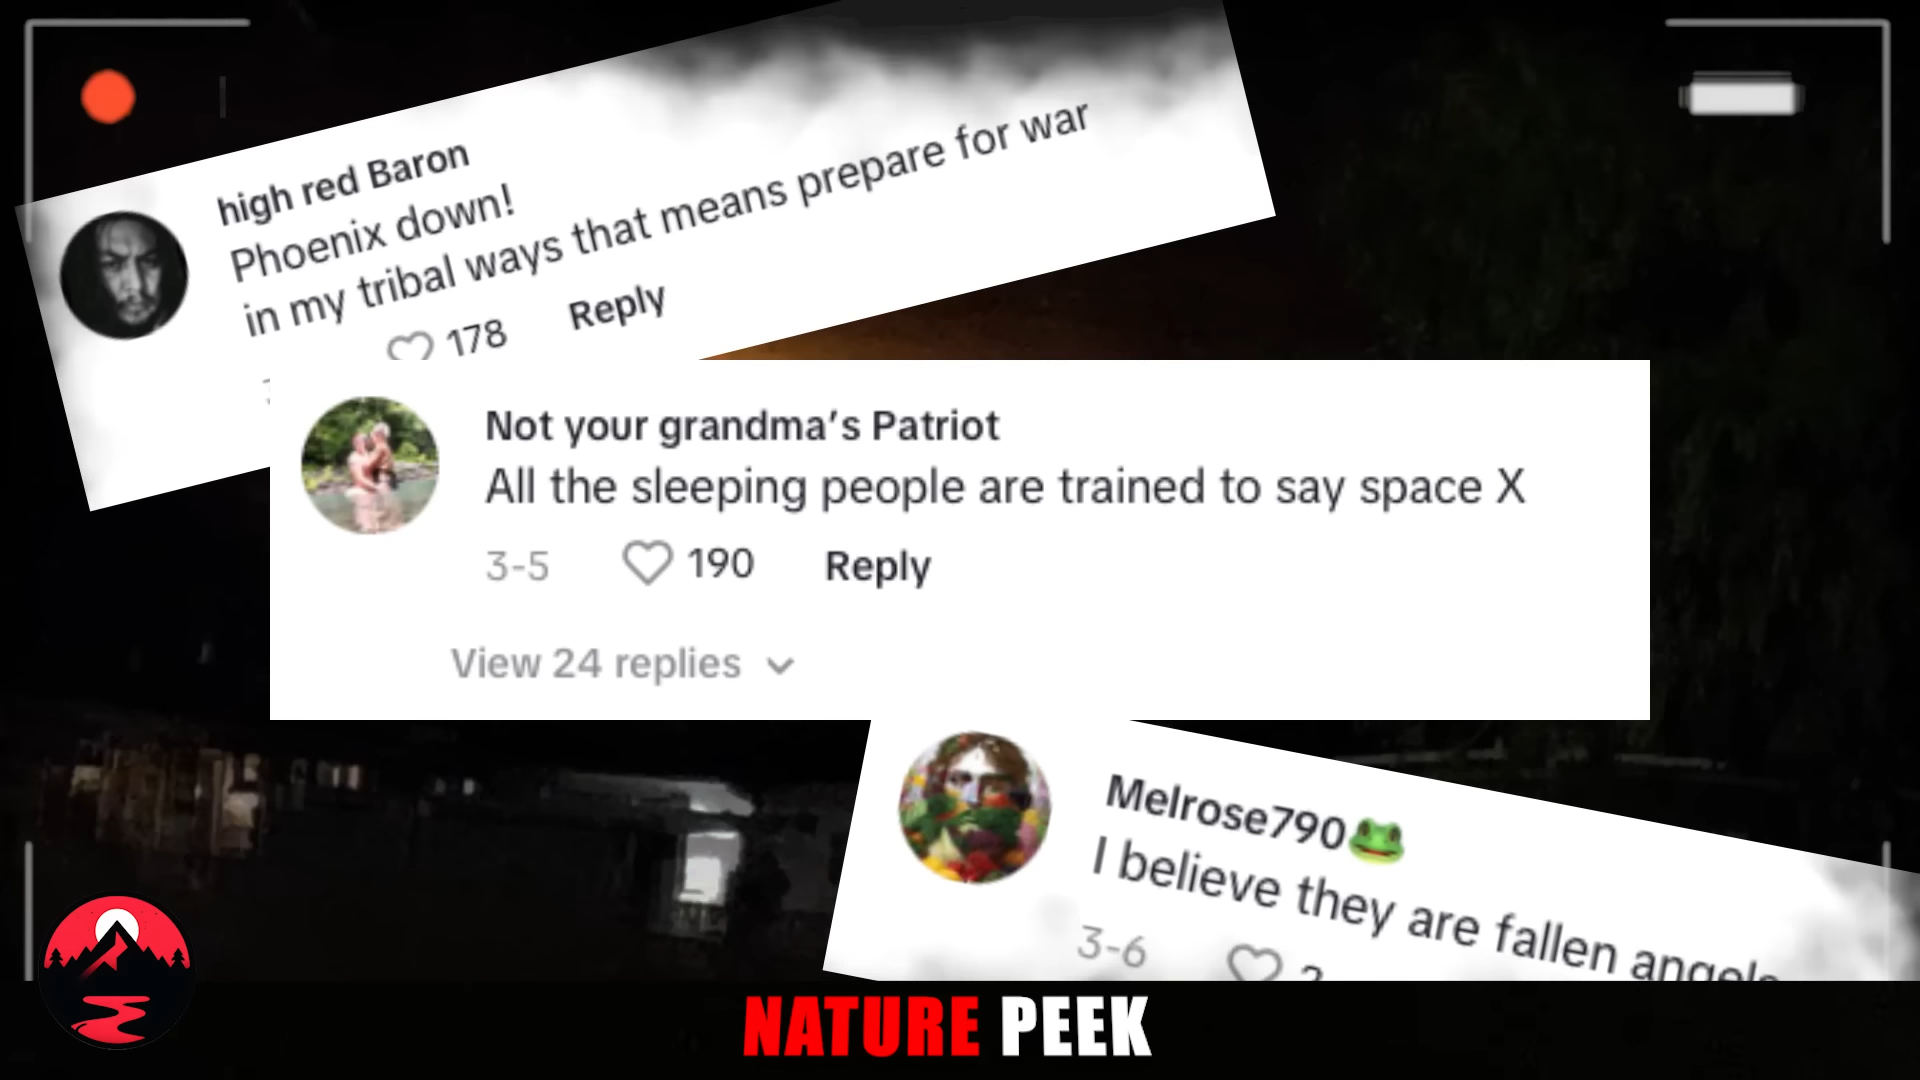 high red Baron
Phoenix down!
in my tribal ways that means prepare for war
178 Reply
Not your grandma's Patriot
All the sleeping people are trained to say space X
3-5 190 Reply
View 24 replies
Melrose790🐸
I believe they are fallen angels
3-6
NATURE PEEK